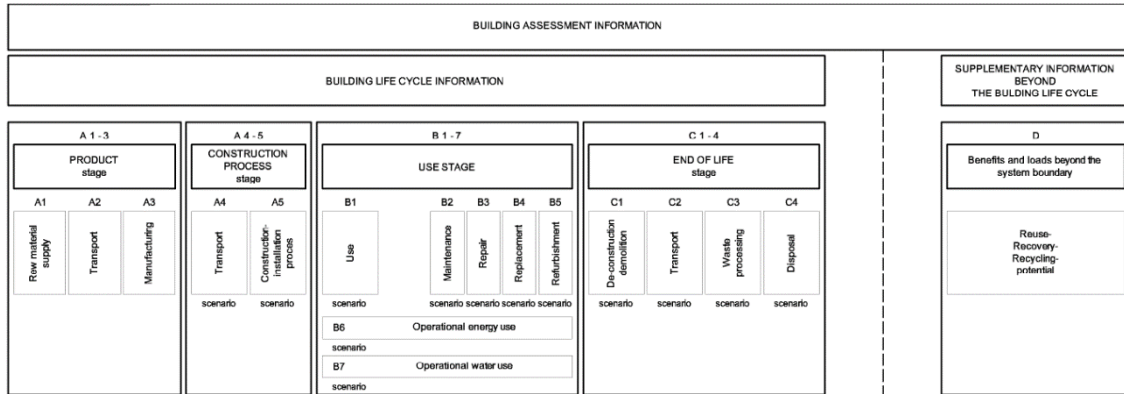 BUILDING ASSESSMENT INFORMATION
BUILDING LIFE CYCLE INFORMATION
SUPPLEMENTARY INFORMATION
BEYOND
THE BULDING LIFE CYCLE
A 1 - 3
PRODUCT
stage
A1
A2
A3
Raw material
supply
Transport
Manufacturing
A 4 - 5
CONSTRUCTION
PROCESS
stage
A4
A5
Transport
Construction-
installation
proces
scenario
scenario
B 1 - 7
USE STAGE
B1
B2
B3
B4
B5
Use
Maintenance
Repair
Replacement
Refurbishment
scenario
scenario
scenario
scenario
scenario
B6
Operational energy use
scenario
B7
Operational water use
scenario
C 1 - 4
END OF LIFE
stage
C1
C2
C3
C4
De-construction
demolition
Transport
Waste
processing
Disposal
scenario
scenario
scenario
scenario
D
Benefits and loads beyond the
system boundary
Reuse-
Recovery-
Recycling-
potential